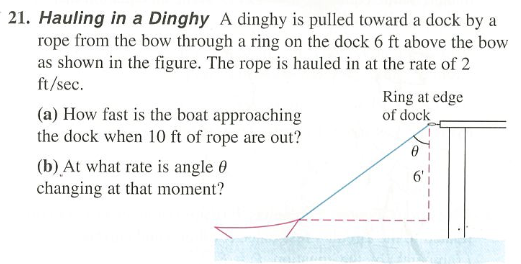 21. Hauling in a Dinghy A dinghy is pulled toward a dock by a
rope from the bow through a ring on the dock 6 ft above the bow
as shown in the figure. The rope is hauled in at the rate of 2
ft/sec.
(a) How fast is the boat approaching
the dock when 10 ft of rope are out?
(b) At what rate is angle θ
changing at that moment?
Ring at edge
of dock
θ
6'